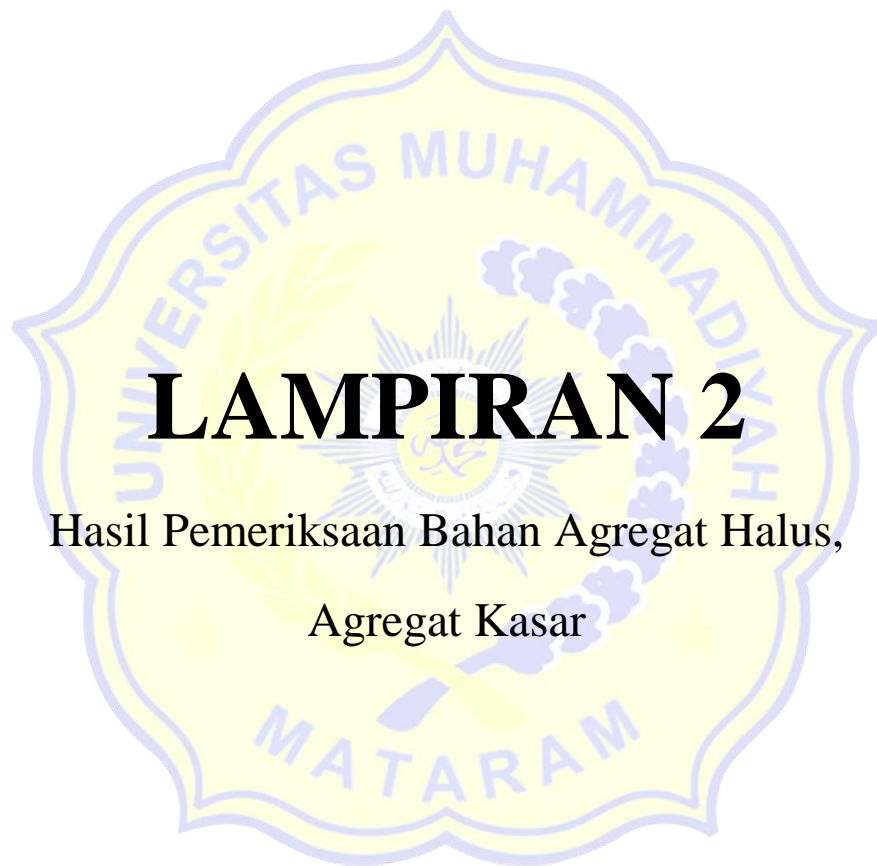 UNIVERSITAS MUHAMMADIYAH
LAMPIRAN 2
Hasil Pemeriksaan Bahan Agregat Halus,
Agregat Kasar
MATARAM